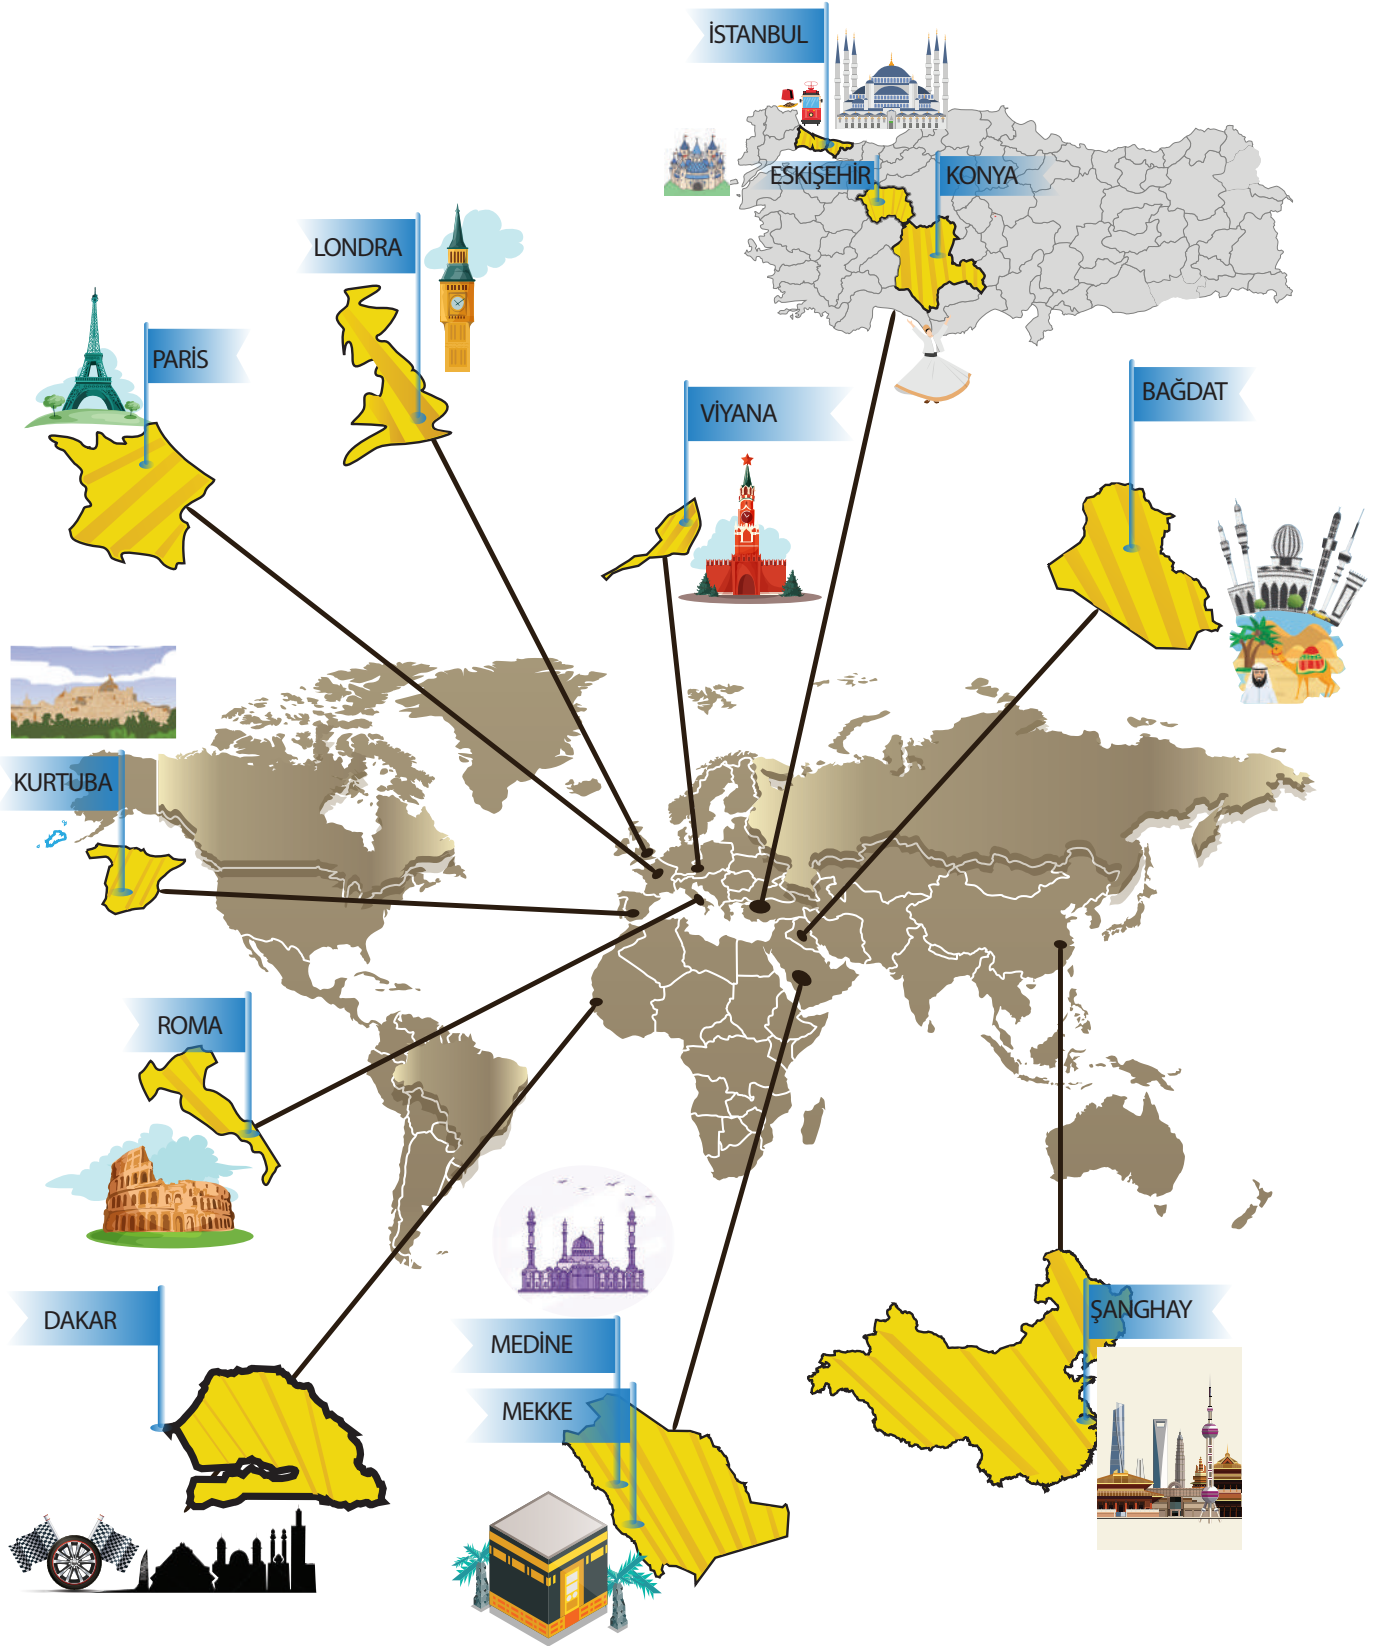 İSTANBUL
ESKİŞEHİR
KONYA
LONDRA
PARİS
VİYANA
BAĞDAT
KURTUBA
ROMA
DAKAR
MEDİNE
MEKKE
ŞANGHAY